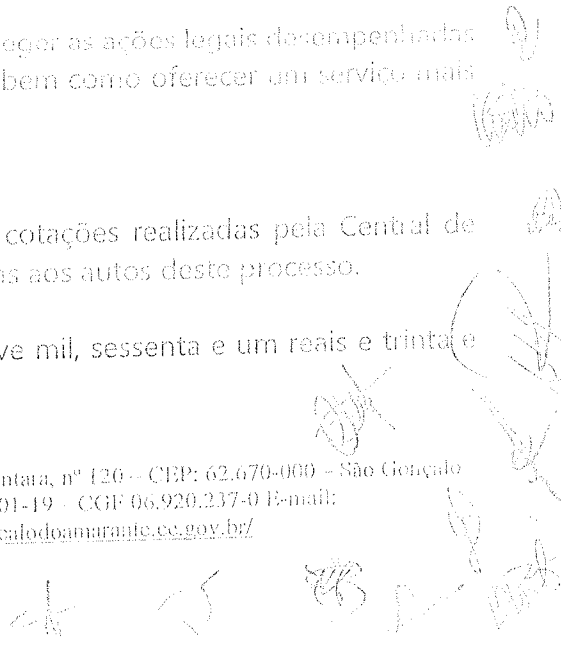 eger as ações legais desempenhadas
bem como oferecer um serviço mais
cotações realizadas pela Central de
as aos autos deste processo.
ve mil, sessenta e um reais e trinta e
ntara, nº 120 – CEP: 62.670-000 – São Gonçalo
01-19 - CGF 06.920.237-0 E-mail:
calodoamarante.ce.gov.br/